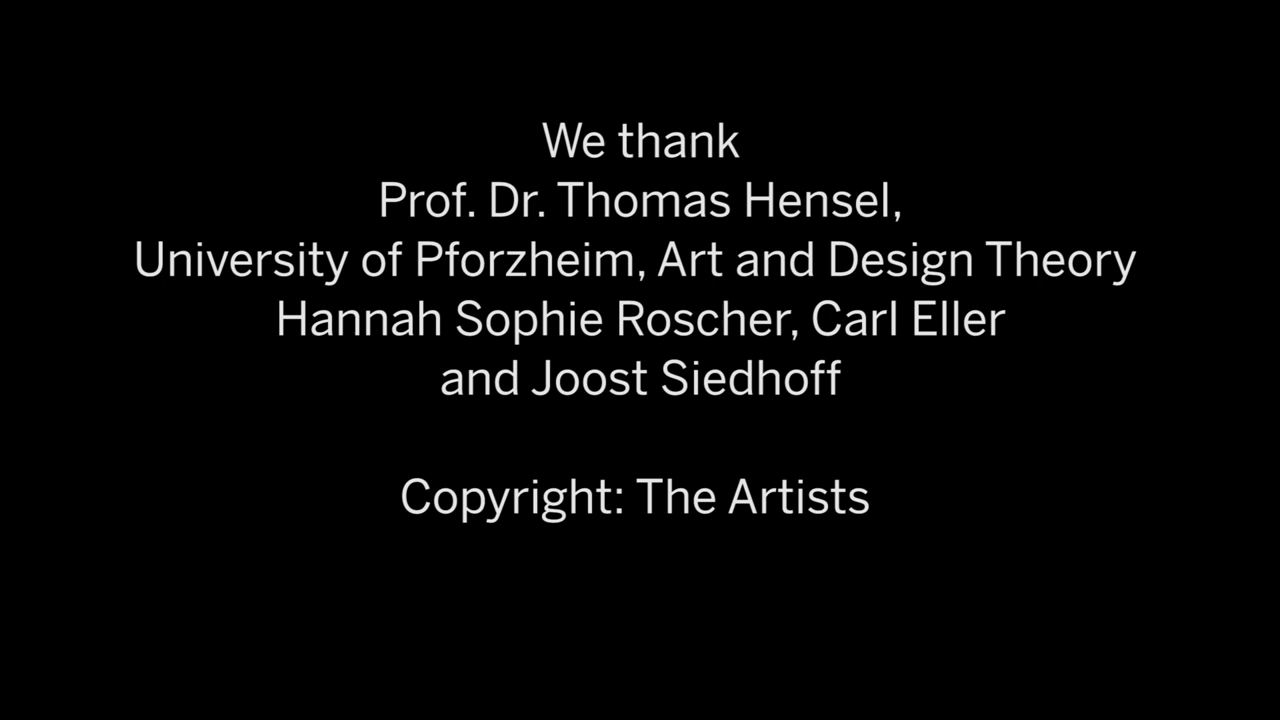 We thank
Prof. Dr. Thomas Hensel,
University of Pforzheim, Art and Design Theory
Hannah Sophie Roscher, Carl Eller
and Joost Siedhoff
Copyright: The Artists